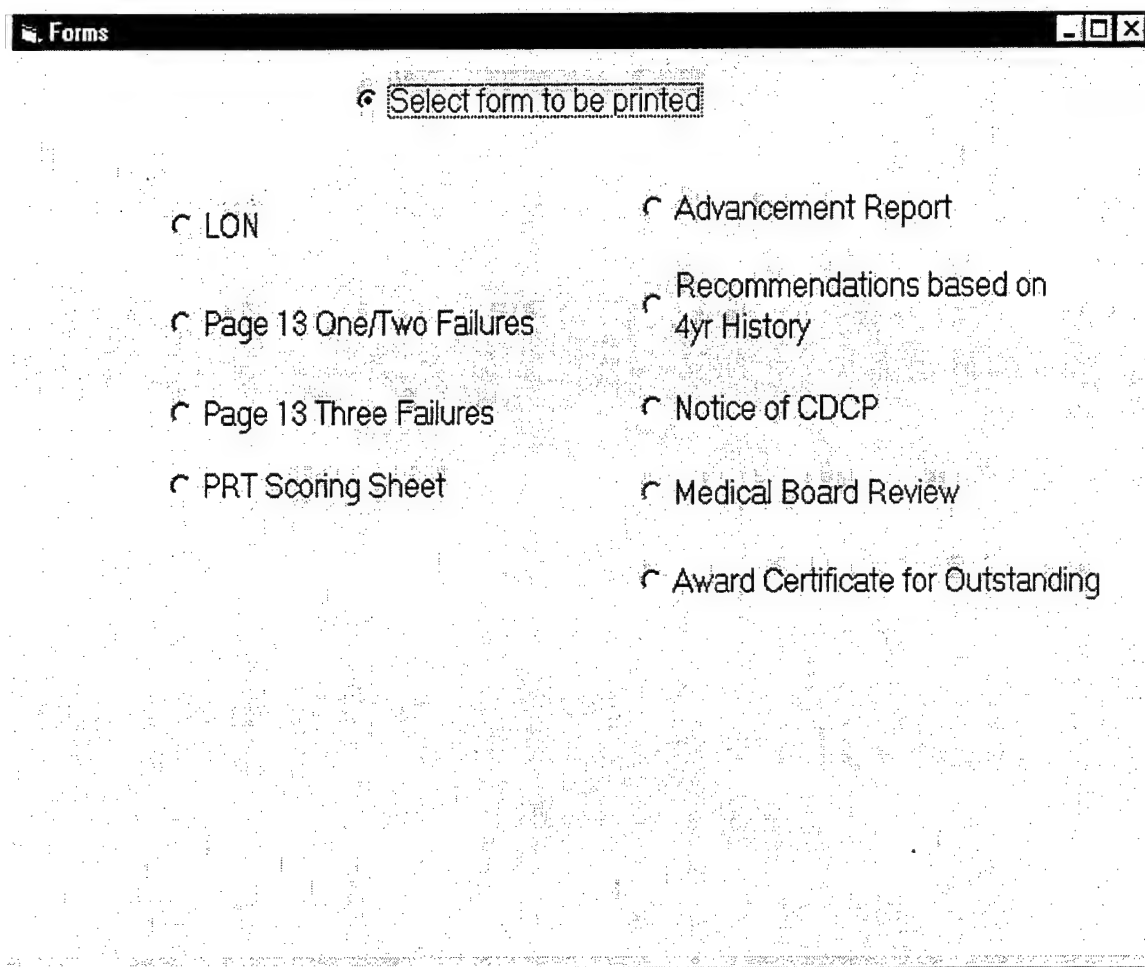 Forms
Select form to be printed
LON
Page 13 One/Two Failures
Page 13 Three Failures
PRT Scoring Sheet
Advancement Report
Recommendations based on
4yr History
Notice of CDCP
Medical Board Review
Award Certificate for Outstanding